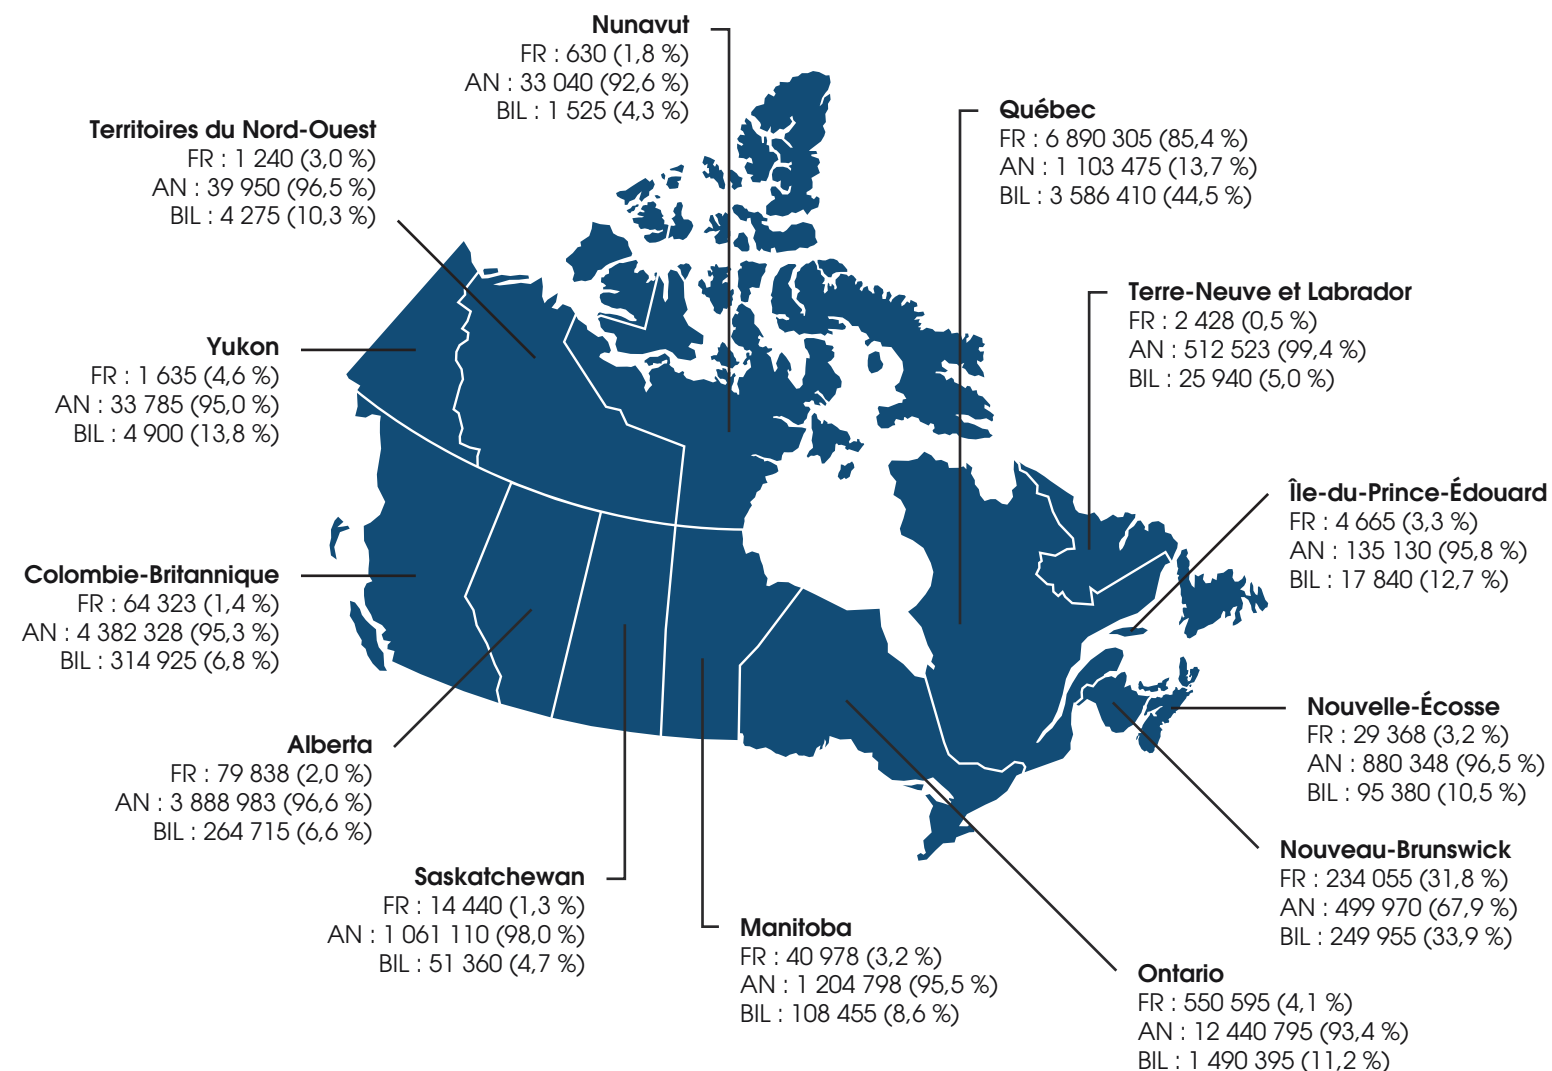 Nunavut
FR : 630 (1,8 %)
AN : 33 040 (92,6 %)
BIL : 1 525 (4,3 %)
Territoires du Nord-Ouest
FR : 1 240 (3,0 %)
AN : 39 950 (96,5 %)
BIL : 4 275 (10,3 %)
Québec
FR : 6 890 305 (85,4 %)
AN : 1 103 475 (13,7 %)
BIL : 3 586 410 (44,5 %)
Terre-Neuve et Labrador
FR : 2 428 (0,5 %)
AN : 512 523 (99,4 %)
BIL : 25 940 (5,0 %)
Yukon
FR : 1 635 (4,6 %)
AN : 33 785 (95,0 %)
BIL : 4 900 (13,8 %)
Île-du-Prince-Édouard
FR : 4 665 (3,3 %)
AN : 135 130 (95,8 %)
BIL : 17 840 (12,7 %)
Colombie-Britannique
FR : 64 323 (1,4 %)
AN : 4 382 328 (95,3 %)
BIL : 314 925 (6,8 %)
Nouvelle-Écosse
FR : 29 368 (3,2 %)
AN : 880 348 (96,5 %)
BIL : 95 380 (10,5 %)
Alberta
FR : 79 838 (2,0 %)
AN : 3 888 983 (96,6 %)
BIL : 264 715 (6,6 %)
Nouveau-Brunswick
FR : 234 055 (31,8 %)
AN : 499 970 (67,9 %)
BIL : 249 955 (33,9 %)
Saskatchewan
FR : 14 440 (1,3 %)
AN : 1 061 110 (98,0 %)
BIL : 51 360 (4,7 %)
Manitoba
FR : 40 978 (3,2 %)
AN : 1 204 798 (95,5 %)
BIL : 108 455 (8,6 %)
Ontario
FR : 550 595 (4,1 %)
AN : 12 440 795 (93,4 %)
BIL : 1 490 395 (11,2 %)